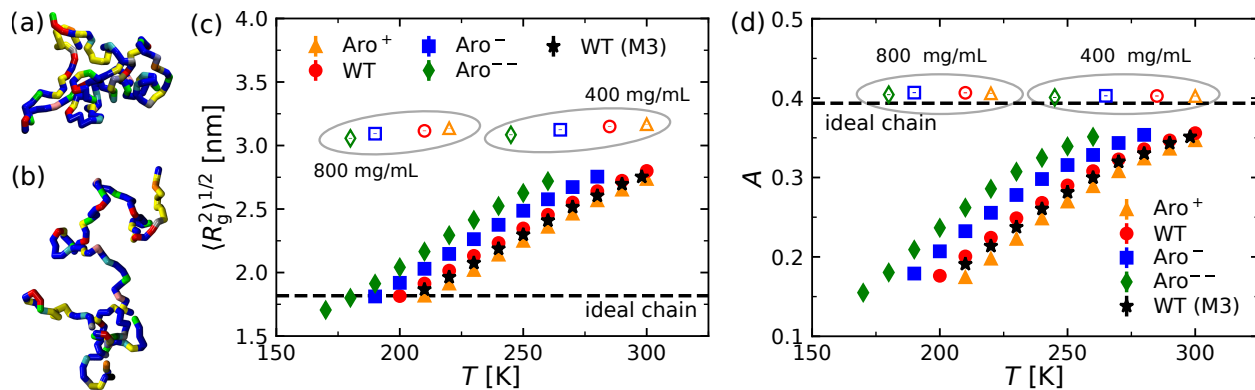 (a)
(b)
(c)
⟨R_g^2⟩^{1/2} [nm]
4.0
3.5
3.0
2.5
2.0
1.5
Aro⁺
WT
Aro⁻
Aro⁻⁻
WT (M3)
400 mg/mL
800 mg/mL
ideal chain
150
200
250
300
T [K]
(d)
A
0.5
0.4
0.3
0.2
0.1
800 mg/mL
400 mg/mL
ideal chain
Aro⁺
WT
Aro⁻
Aro⁻⁻
WT (M3)
150
200
250
300
T [K]